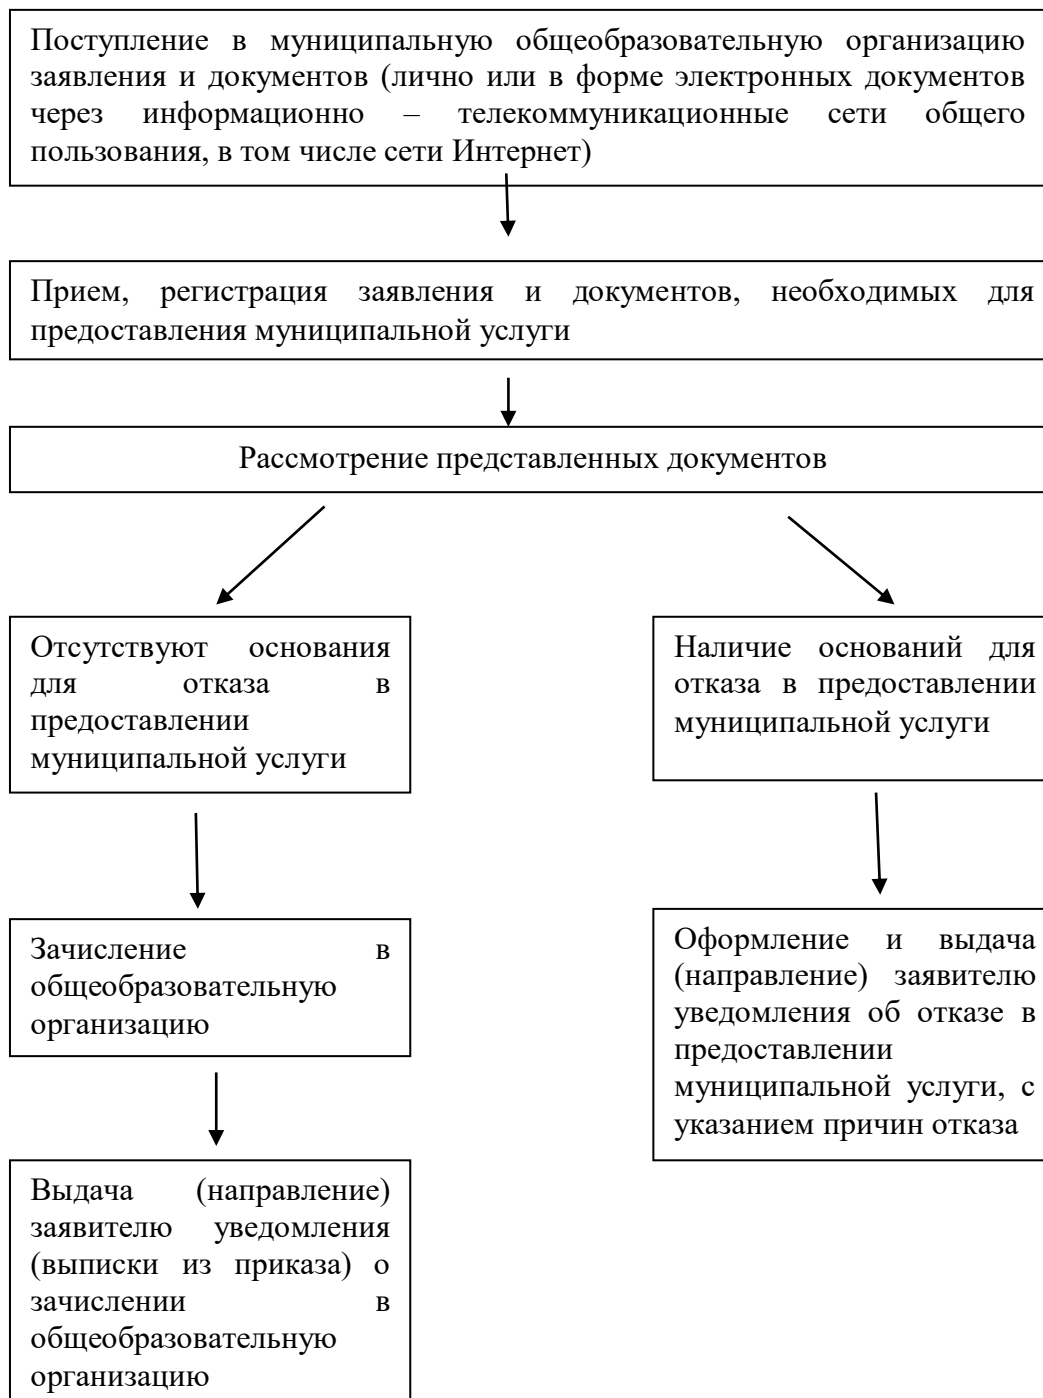 Поступление в муниципальную общеобразовательную организацию
заявления и документов (лично или в форме электронных документов
через информационно – телекоммуникационные сети общего
пользования, в том числе сети Интернет)
Прием, регистрация заявления и документов, необходимых для
предоставления муниципальной услуги
Рассмотрение представленных документов
Отсутствуют основания
для отказа в
предоставлении
муниципальной услуги
Наличие оснований для
отказа в предоставлении
муниципальной услуги
Зачисление в
общеобразовательную
организацию
Оформление и выдача
(направление) заявителю
уведомления об отказе в
предоставлении
муниципальной услуги, с
указанием причин отказа
Выдача (направление)
заявителю уведомления
(выписки из приказа) о
зачислении в
общеобразовательную
организацию